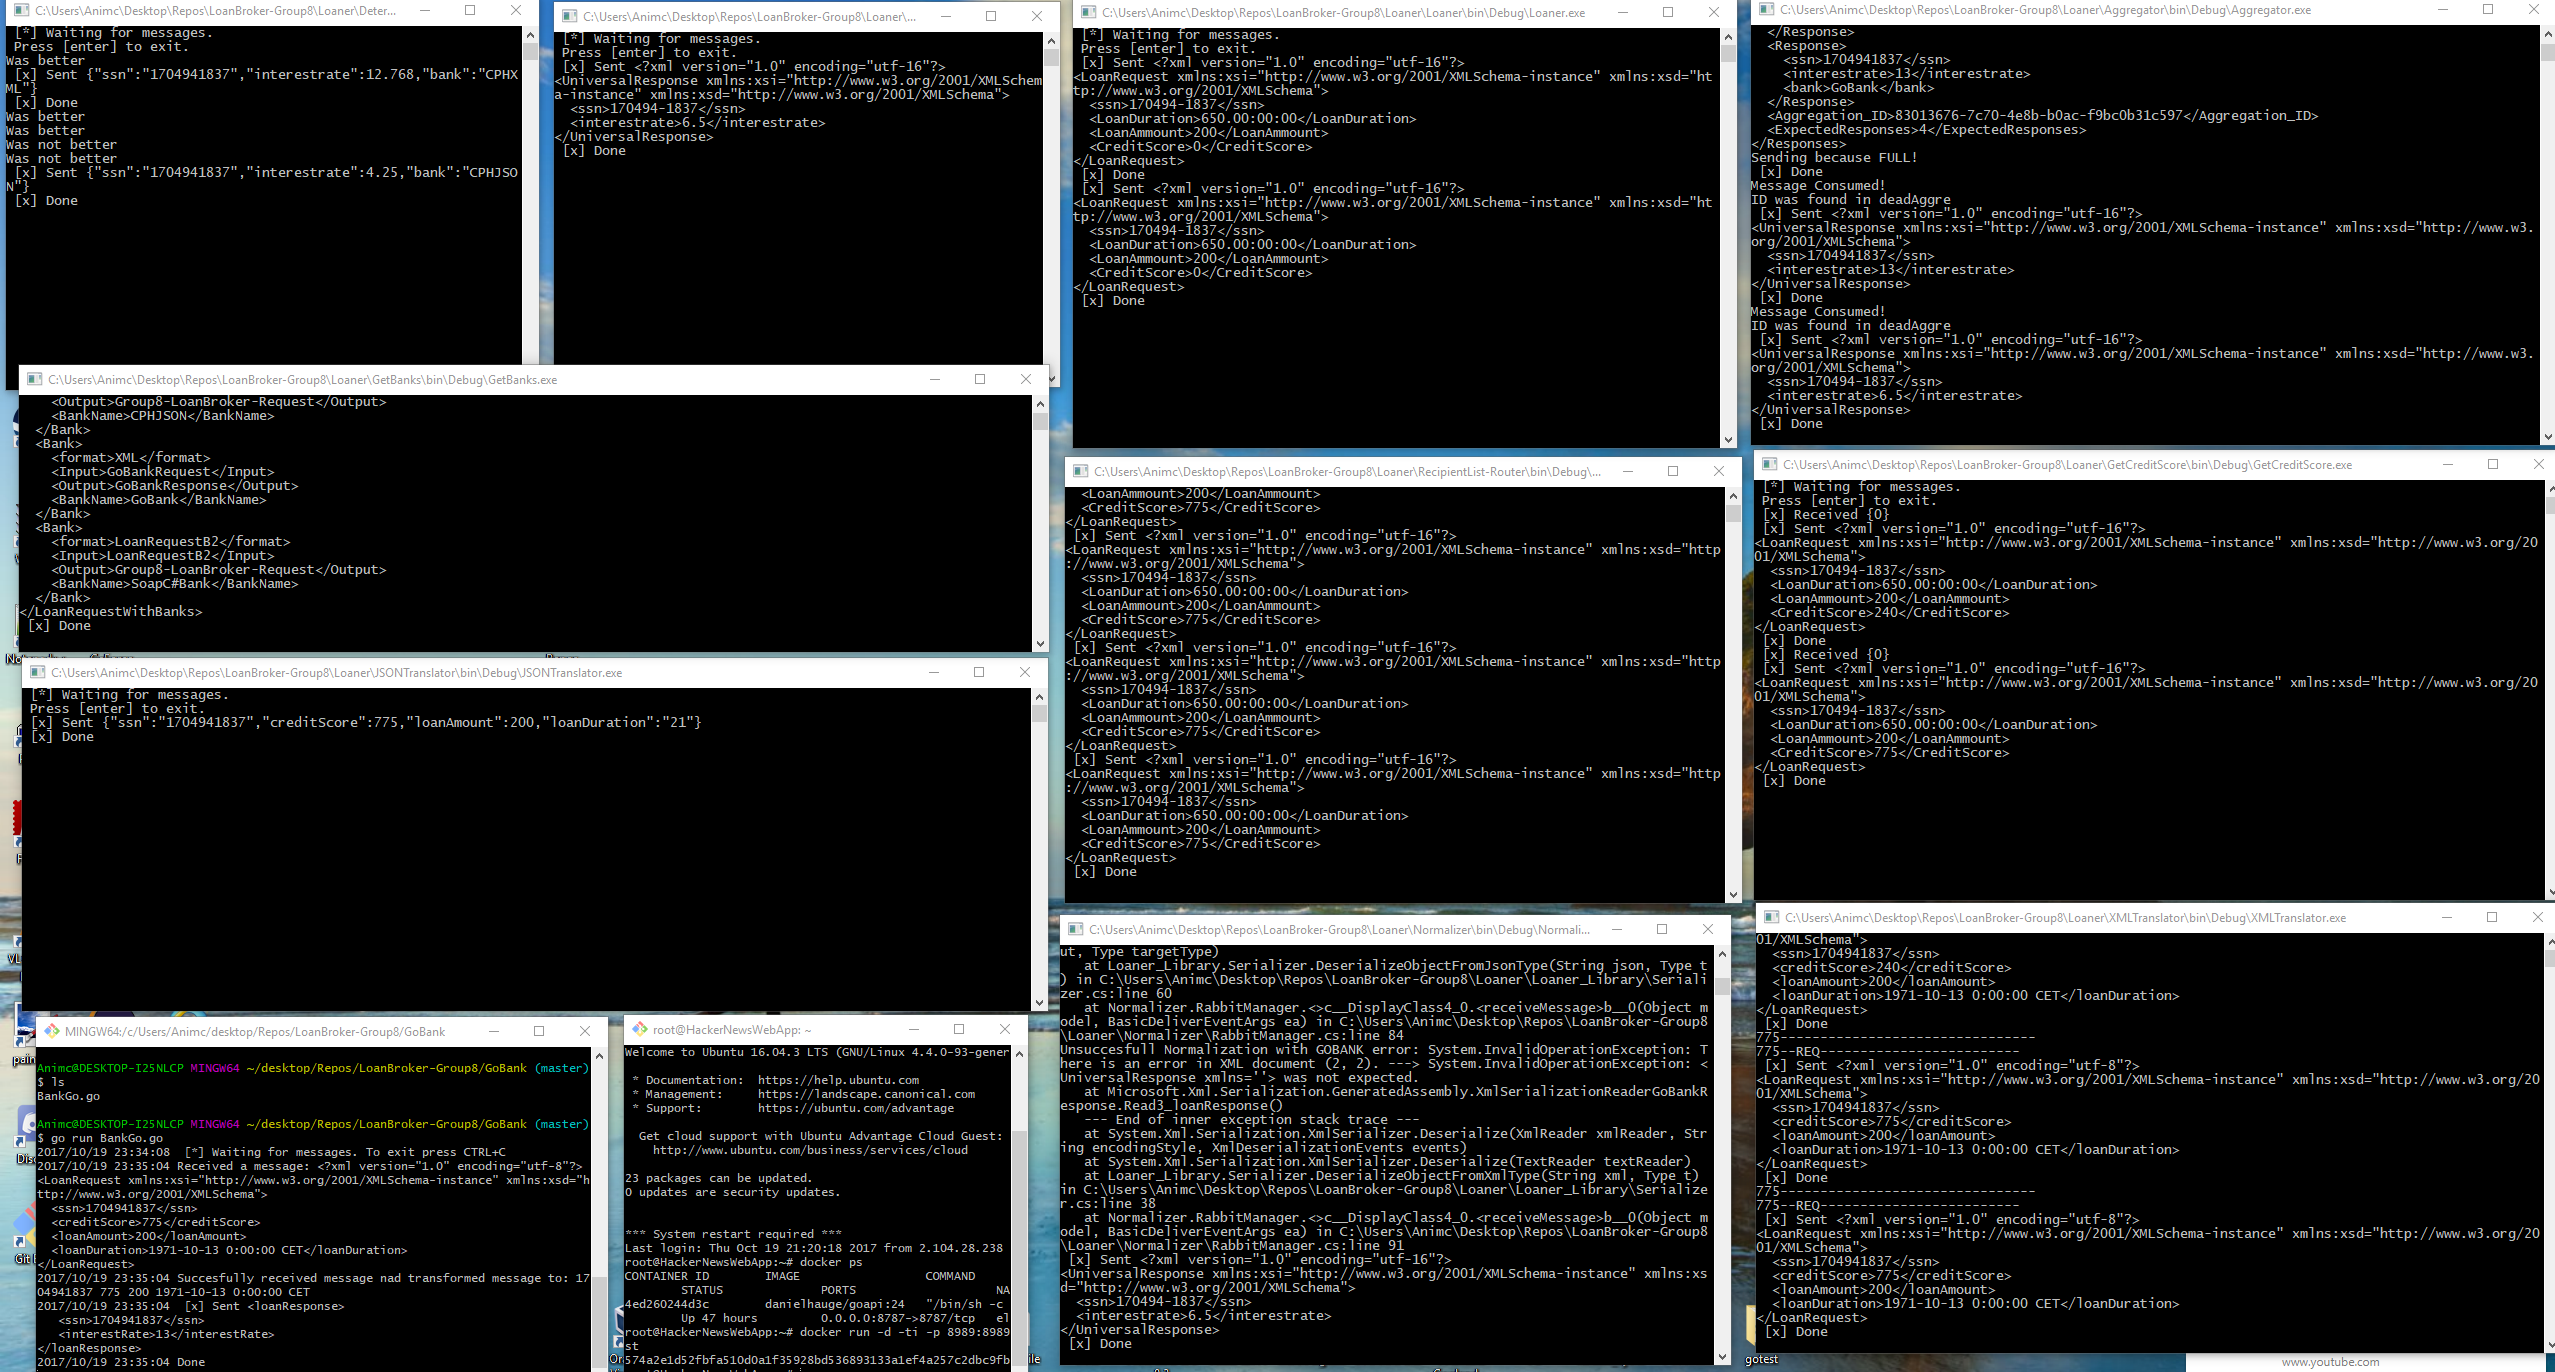 C:\Users\Animc\Desktop\Repos\LoanBroker-Group8\Loaner\Deter...
[*] Waiting for messages.
Press [enter] to exit.
Was better
[x] Sent {"ssn":"1704941837","interestrate":12.768,"bank":"CPHX
ML"}
[x] Done
Was better
Was better
Was not better
Was not better
[x] Sent {"ssn":"1704941837","interestrate":4.25,"bank":"CPHJSO
N"}
[x] Done
C:\Users\Animc\Desktop\Repos\LoanBroker-Group8\Loaner\...
[*] Waiting for messages.
Press [enter] to exit.
[x] Sent <?xml version="1.0" encoding="utf-16"?>
<UniversalResponse xmlns:xsi="http://www.w3.org/2001/XMLSchem
a-instance" xmlns:xsd="http://www.w3.org/2001/XMLSchema">
<ssn>170494-1837</ssn>
<interestrate>6.5</interestrate>
</UniversalResponse>
[x] Done
C:\Users\Animc\Desktop\Repos\LoanBroker-Group8\Loaner\Loaner\bin\Debug\Loaner.exe
[*] Waiting for messages.
Press [enter] to exit.
[x] Sent <?xml version="1.0" encoding="utf-16"?>
<LoanRequest xmlns:xsi="http://www.w3.org/2001/XMLSchema-instance" xmlns:xsd="ht
tp://www.w3.org/2001/XMLSchema">
<ssn>170494-1837</ssn>
<LoanDuration>650.00:00:00</LoanDuration>
<LoanAmmount>200</LoanAmmount>
<CreditScore>0</CreditScore>
</LoanRequest>
[x] Done
[x] Sent <?xml version="1.0" encoding="utf-16"?>
<LoanRequest xmlns:xsi="http://www.w3.org/2001/XMLSchema-instance" xmlns:xsd="ht
tp://www.w3.org/2001/XMLSchema">
<ssn>170494-1837</ssn>
<LoanDuration>650.00:00:00</LoanDuration>
<LoanAmmount>200</LoanAmmount>
<CreditScore>0</CreditScore>
</LoanRequest>
[x] Done
C:\Users\Animc\Desktop\Repos\LoanBroker-Group8\Loaner\Aggregator\bin\Debug\Aggregator.exe
</Response>
<Response>
<ssn>1704941837</ssn>
<interestrate>13</interestrate>
<bank>GoBank</bank>
</Response>
<Aggregation_ID>83013676-7c70-4e8b-b0ac-f9bc0b31c597</Aggregation_ID>
<ExpectedResponses>4</ExpectedResponses>
</Responses>
Sending because FULL!
[x] Done
Message Consumed!
ID was found in deadAggre
[x] Sent <?xml version="1.0" encoding="utf-16"?>
<UniversalResponse xmlns:xsi="http://www.w3.org/2001/XMLSchema-instance" xmlns:xsd="http://www.w3.
org/2001/XMLSchema">
<ssn>1704941837</ssn>
<interestrate>13</interestrate>
</UniversalResponse>
[x] Done
Message Consumed!
ID was found in deadAggre
[x] Sent <?xml version="1.0" encoding="utf-16"?>
<UniversalResponse xmlns:xsi="http://www.w3.org/2001/XMLSchema-instance" xmlns:xsd="http://www.w3.
org/2001/XMLSchema">
<ssn>170494-1837</ssn>
<interestrate>6.5</interestrate>
</UniversalResponse>
[x] Done
C:\Users\Animc\Desktop\Repos\LoanBroker-Group8\Loaner\GetBanks\bin\Debug\GetBanks.exe
<Output>Group8-LoanBroker-Request</Output>
<BankName>CPHJSON</BankName>
</Bank>
<Bank>
<format>XML</format>
<Input>GoBankRequest</Input>
<Output>GoBankResponse</Output>
<BankName>GoBank</BankName>
</Bank>
<Bank>
<format>LoanRequestB2</format>
<Input>LoanRequestB2</Input>
<Output>Group8-LoanBroker-Request</Output>
<BankName>SoapC#Bank</BankName>
</Bank>
</LoanRequestWithBanks>
[x] Done
C:\Users\Animc\Desktop\Repos\LoanBroker-Group8\Loaner\RecipientList-Router\bin\Debug\...
<LoanAmmount>200</LoanAmmount>
<CreditScore>775</CreditScore>
</LoanRequest>
[x] Sent <?xml version="1.0" encoding="utf-16"?>
<LoanRequest xmlns:xsi="http://www.w3.org/2001/XMLSchema-instance" xmlns:xsd="http
://www.w3.org/2001/XMLSchema">
<ssn>170494-1837</ssn>
<LoanDuration>650.00:00:00</LoanDuration>
<LoanAmmount>200</LoanAmmount>
<CreditScore>775</CreditScore>
</LoanRequest>
[x] Sent <?xml version="1.0" encoding="utf-16"?>
<LoanRequest xmlns:xsi="http://www.w3.org/2001/XMLSchema-instance" xmlns:xsd="http
://www.w3.org/2001/XMLSchema">
<ssn>170494-1837</ssn>
<LoanDuration>650.00:00:00</LoanDuration>
<LoanAmmount>200</LoanAmmount>
<CreditScore>775</CreditScore>
</LoanRequest>
[x] Sent <?xml version="1.0" encoding="utf-16"?>
<LoanRequest xmlns:xsi="http://www.w3.org/2001/XMLSchema-instance" xmlns:xsd="http
://www.w3.org/2001/XMLSchema">
<ssn>170494-1837</ssn>
<LoanDuration>650.00:00:00</LoanDuration>
<LoanAmmount>200</LoanAmmount>
<CreditScore>775</CreditScore>
</LoanRequest>
[x] Done
C:\Users\Animc\Desktop\Repos\LoanBroker-Group8\Loaner\GetCreditScore\bin\Debug\GetCreditScore.exe
[*] Waiting for messages.
Press [enter] to exit.
[x] Received {0}
[x] Sent <?xml version="1.0" encoding="utf-16"?>
<LoanRequest xmlns:xsi="http://www.w3.org/2001/XMLSchema-instance" xmlns:xsd="http://www.w3.org/20
01/XMLSchema">
<ssn>170494-1837</ssn>
<LoanDuration>650.00:00:00</LoanDuration>
<LoanAmmount>200</LoanAmmount>
<CreditScore>240</CreditScore>
</LoanRequest>
[x] Done
[x] Received {0}
[x] Sent <?xml version="1.0" encoding="utf-16"?>
<LoanRequest xmlns:xsi="http://www.w3.org/2001/XMLSchema-instance" xmlns:xsd="http://www.w3.org/20
01/XMLSchema">
<ssn>170494-1837</ssn>
<LoanDuration>650.00:00:00</LoanDuration>
<LoanAmmount>200</LoanAmmount>
<CreditScore>775</CreditScore>
</LoanRequest>
[x] Done
C:\Users\Animc\Desktop\Repos\LoanBroker-Group8\Loaner\JSONTranslator\bin\Debug\JSONTranslator.exe
[*] Waiting for messages.
Press [enter] to exit.
[x] Sent {"ssn":"1704941837","creditScore":775,"loanAmount":200,"loanDuration":"21"}
[x] Done
C:\Users\Animc\Desktop\Repos\LoanBroker-Group8\Loaner\Normalizer\bin\Debug\Normali...
ut, Type targetType)
at Loaner_Library.Serializer.DeserializeObjectFromJsonType(String json, Type t
) in C:\Users\Animc\Desktop\Repos\LoanBroker-Group8\Loaner\Loaner_Library\Seriali
zer.cs:line 60
at Normalizer.RabbitManager.<>c__DisplayClass4_0.<receiveMessage>b__0(Object m
odel, BasicDeliverEventArgs ea) in C:\Users\Animc\Desktop\Repos\LoanBroker-Group8
\Loaner\Normalizer\RabbitManager.cs:line 84
Unsuccesfull Normalization with GOBANK error: System.InvalidOperationException: T
here is an error in XML document (2, 2). ---> System.InvalidOperationException: <
UniversalResponse xmlns=''> was not expected.
at Microsoft.Xml.Serialization.GeneratedAssembly.XmlSerializationReaderGoBankR
esponse.Read3_loanResponse()
--- End of inner exception stack trace ---
at System.Xml.Serialization.XmlSerializer.Deserialize(XmlReader xmlReader, Str
ing encodingStyle, XmlDeserializationEvents events)
at System.Xml.Serialization.XmlSerializer.Deserialize(TextReader textReader)
at Loaner_Library.Serializer.DeserializeObjectFromXmlType(String xml, Type t)
in C:\Users\Animc\Desktop\Repos\LoanBroker-Group8\Loaner\Loaner_Library\Serialize
r.cs:line 38
at Normalizer.RabbitManager.<>c__DisplayClass4_0.<receiveMessage>b__0(Object m
odel, BasicDeliverEventArgs ea) in C:\Users\Animc\Desktop\Repos\LoanBroker-Group8
\Loaner\Normalizer\RabbitManager.cs:line 91
[x] Sent <?xml version="1.0" encoding="utf-16"?>
<UniversalResponse xmlns:xsi="http://www.w3.org/2001/XMLSchema-instance" xmlns:xs
d="http://www.w3.org/2001/XMLSchema">
<ssn>170494-1837</ssn>
<interestrate>6.5</interestrate>
</UniversalResponse>
[x] Done
C:\Users\Animc\Desktop\Repos\LoanBroker-Group8\Loaner\XMLTranslator\bin\Debug\XMLTranslator.exe
01/XMLSchema">
<ssn>1704941837</ssn>
<creditScore>240</creditScore>
<loanAmount>200</loanAmount>
<loanDuration>1971-10-13 0:00:00 CET</loanDuration>
</LoanRequest>
[x] Done
775--------------------------------
775--REQ-------------------------
[x] Sent <?xml version="1.0" encoding="utf-8"?>
<LoanRequest xmlns:xsi="http://www.w3.org/2001/XMLSchema-instance" xmlns:xsd="http://www.w3.org/20
01/XMLSchema">
<ssn>1704941837</ssn>
<creditScore>775</creditScore>
<loanAmount>200</loanAmount>
<loanDuration>1971-10-13 0:00:00 CET</loanDuration>
</LoanRequest>
[x] Done
775--------------------------------
775--REQ-------------------------
[x] Sent <?xml version="1.0" encoding="utf-8"?>
<LoanRequest xmlns:xsi="http://www.w3.org/2001/XMLSchema-instance" xmlns:xsd="http://www.w3.org/20
01/XMLSchema">
<ssn>1704941837</ssn>
<creditScore>775</creditScore>
<loanAmount>200</loanAmount>
<loanDuration>1971-10-13 0:00:00 CET</loanDuration>
</LoanRequest>
[x] Done
MINGW64:/c/Users/Animc/desktop/Repos/LoanBroker-Group8/GoBank
Animc@DESKTOP-I25NLCP MINGW64 ~/desktop/Repos/LoanBroker-Group8/GoBank (master)
$ ls
BankGo.go
Animc@DESKTOP-I25NLCP MINGW64 ~/desktop/Repos/LoanBroker-Group8/GoBank (master)
$ go run BankGo.go
2017/10/19 23:34:08 [*] Waiting for messages. To exit press CTRL+C
2017/10/19 23:35:04 Received a message: <?xml version="1.0" encoding="utf-8"?>
<LoanRequest xmlns:xsi="http://www.w3.org/2001/XMLSchema-instance" xmlns:xsd="h
ttp://www.w3.org/2001/XMLSchema">
<ssn>1704941837</ssn>
<creditScore>775</creditScore>
<loanAmount>200</loanAmount>
<loanDuration>1971-10-13 0:00:00 CET</loanDuration>
</LoanRequest>
2017/10/19 23:35:04 Succesfully received message nad transformed message to: 17
04941837 775 200 1971-10-13 0:00:00 CET
2017/10/19 23:35:04 [x] Sent <loanResponse>
<ssn>1704941837</ssn>
<interestRate>13</interestRate>
</loanResponse>
2017/10/19 23:35:04 Done
root@HackerNewsWebApp: ~
Welcome to Ubuntu 16.04.3 LTS (GNU/Linux 4.4.0-93-gener
* Documentation: https://help.ubuntu.com
* Management: https://landscape.canonical.com
* Support: https://ubuntu.com/advantage
Get cloud support with Ubuntu Advantage Cloud Guest:
http://www.ubuntu.com/business/services/cloud
23 packages can be updated.
0 updates are security updates.
*** System restart required ***
Last login: Thu Oct 19 21:20:18 2017 from 2.104.28.238
root@HackerNewsWebApp:~# docker ps
CONTAINER ID IMAGE COMMAND
STATUS PORTS NA
4ed260244d3c danielhauge/goapi:24 "/bin/sh -c
Up 47 hours 0.0.0.0:8787->8787/tcp el
root@HackerNewsWebApp:~# docker run -d -ti -p 8989:8989
st
574a2e1d52fbfa510d0a1f35928bd536893133a1ef4a257c2dbc9fb
gotest
www.youtube.com